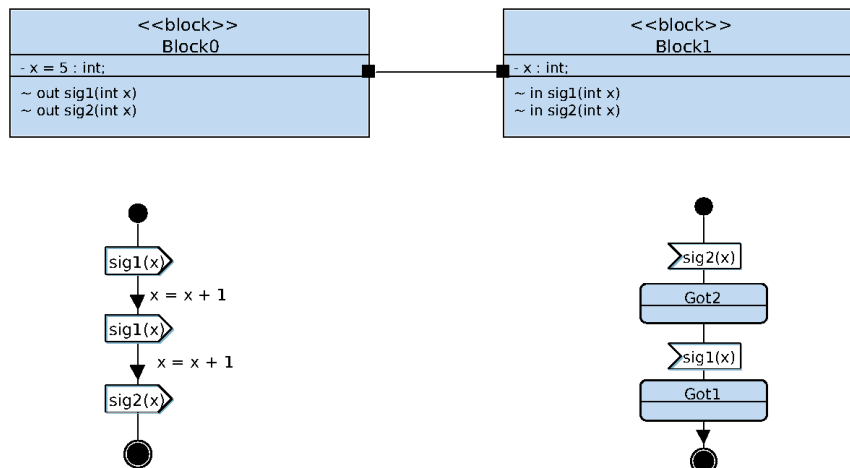 <<block>>
Block0
- x = 5 : int;
~ out sig1(int x)
~ out sig2(int x)
<<block>>
Block1
- x : int;
~ in sig1(int x)
~ in sig2(int x)
sig1(x)
x = x + 1
sig1(x)
x = x + 1
sig2(x)
sig2(x)
Got2
sig1(x)
Got1